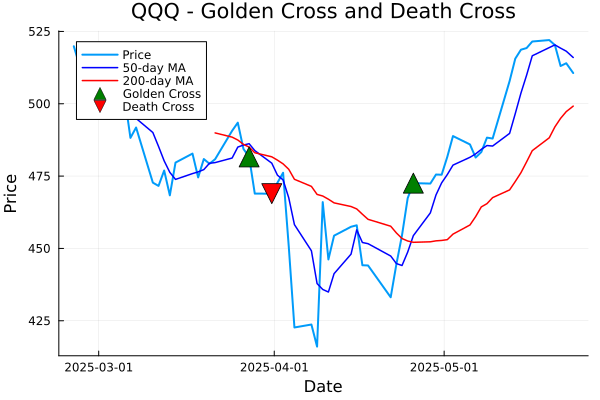 QQQ - Golden Cross and Death Cross
Price
50-day MA
200-day MA
Golden Cross
Death Cross
525
500
475
450
425
Price
2025-03-01
2025-04-01
2025-05-01
Date